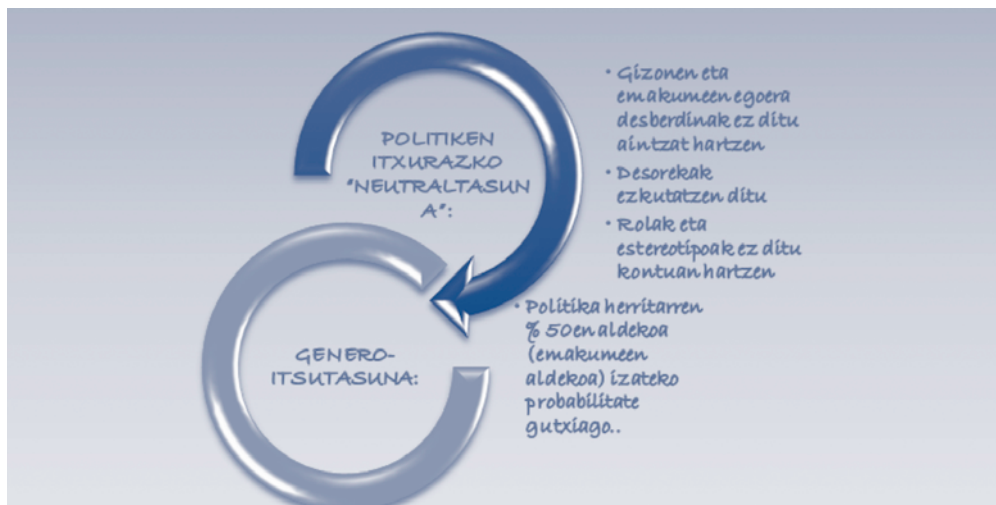 POLITIKEN
ITXURAZKO
"NEUTRALTASUN
A":
• Gizonen eta
emakumeen egoera
desberdinak ez ditu
aintzat hartzen
• Desorekak
ezkutatzen ditu
• Rolak eta
estereotipoak ez ditu
kontuan hartzen
GENERO-
ITSUTASUNA:
• Politika herritarren
% 50en aldekoa
(emakumeen
aldekoa) izateko
probabilitate
gutxiago..